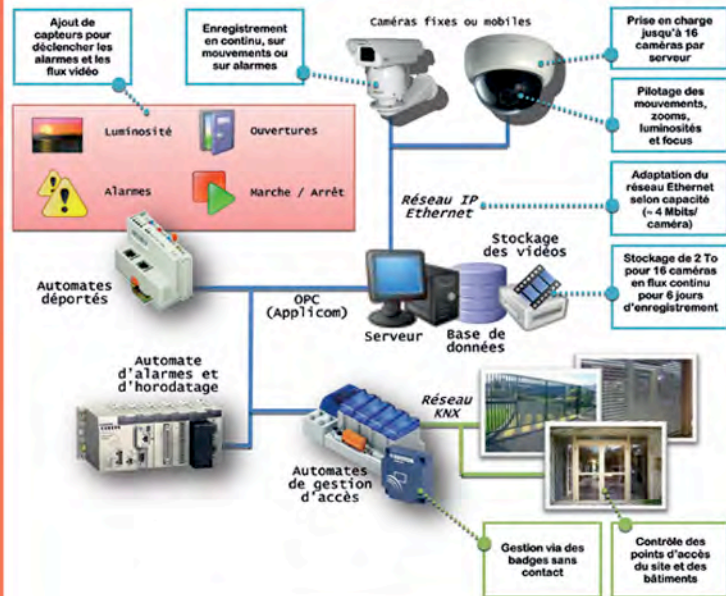 Ajout de
capteurs pour
déclencher les
alarmes et les
flux vidéo
Enregistrement
en continu, sur
mouvements ou
sur alarmes
Caméras fixes ou mobiles
Prise en charge
jusqu'à 16
caméras par
serveur
Pilotage des
mouvements,
zooms,
luminosités
et focus
Luminosité
Ouvertures
Alarmes
Marche / Arrêt
Réseau IP
Ethernet
Adaptation du
réseau Ethernet
selon capacité
(≈ 4 Mbits/
caméra)
Automates
déportés
OPC
(Applicom)
Stockage
des vidéos
Serveur
Base de
données
Stockage de 2 To
pour 16 caméras
en flux continu
pour 6 jours
d'enregistrement
Automate
d'alarmes et
d'horodatage
Réseau
KNX
Automates
de gestion
d'accès
Gestion via des
badges sans
contact
Contrôle des
points d'accès
du site et des
bâtiments